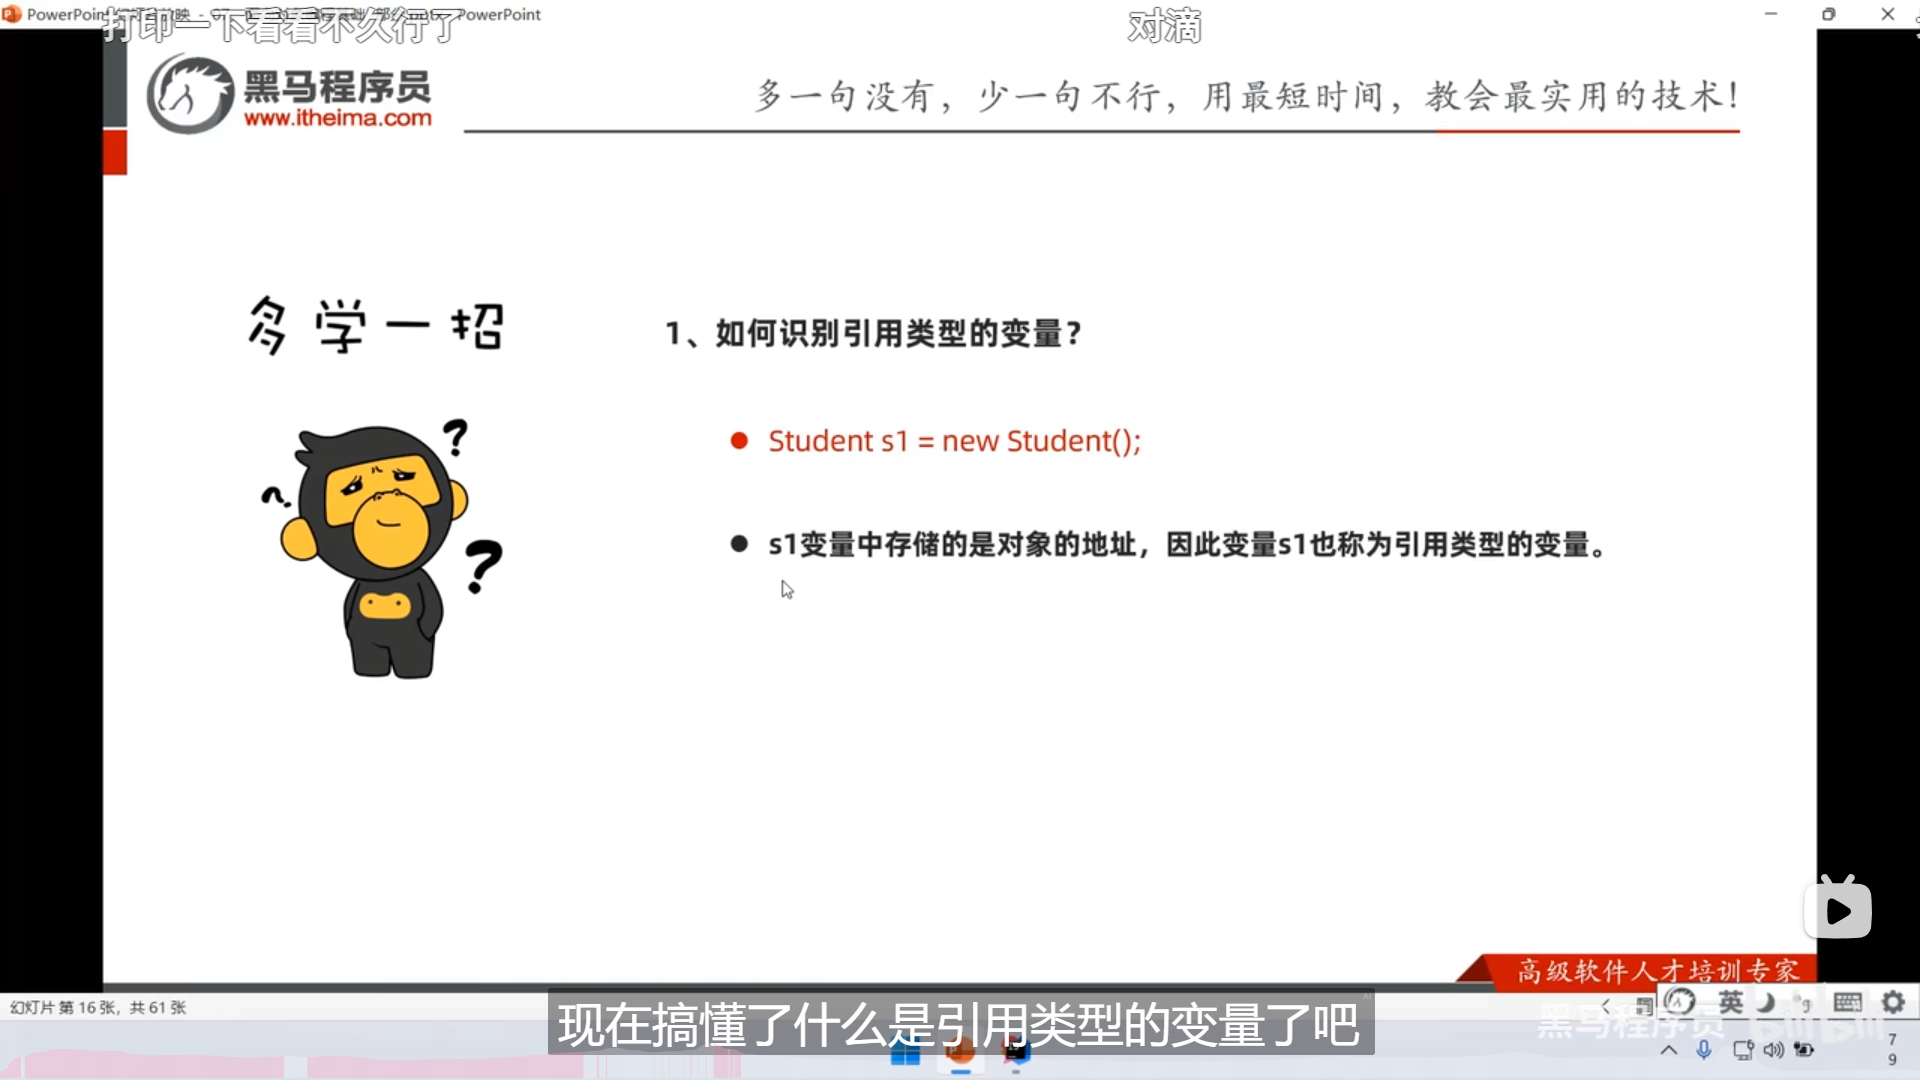 打印一下看看不久行了
对滴
黑马程序员
www.itheima.com
多一句没有，少一句不行，用最短时间，教会最实用的技术！
多学一招
1、如何识别引用类型的变量？
Student s1 = new Student();
s1变量中存储的是对象的地址，因此变量s1也称为引用类型的变量。
高级软件人才培训专家
幻灯片 第 16 张，共 61 张
英
黑马程序员 bilibili
现在搞懂了什么是引用类型的变量了吧
7
9